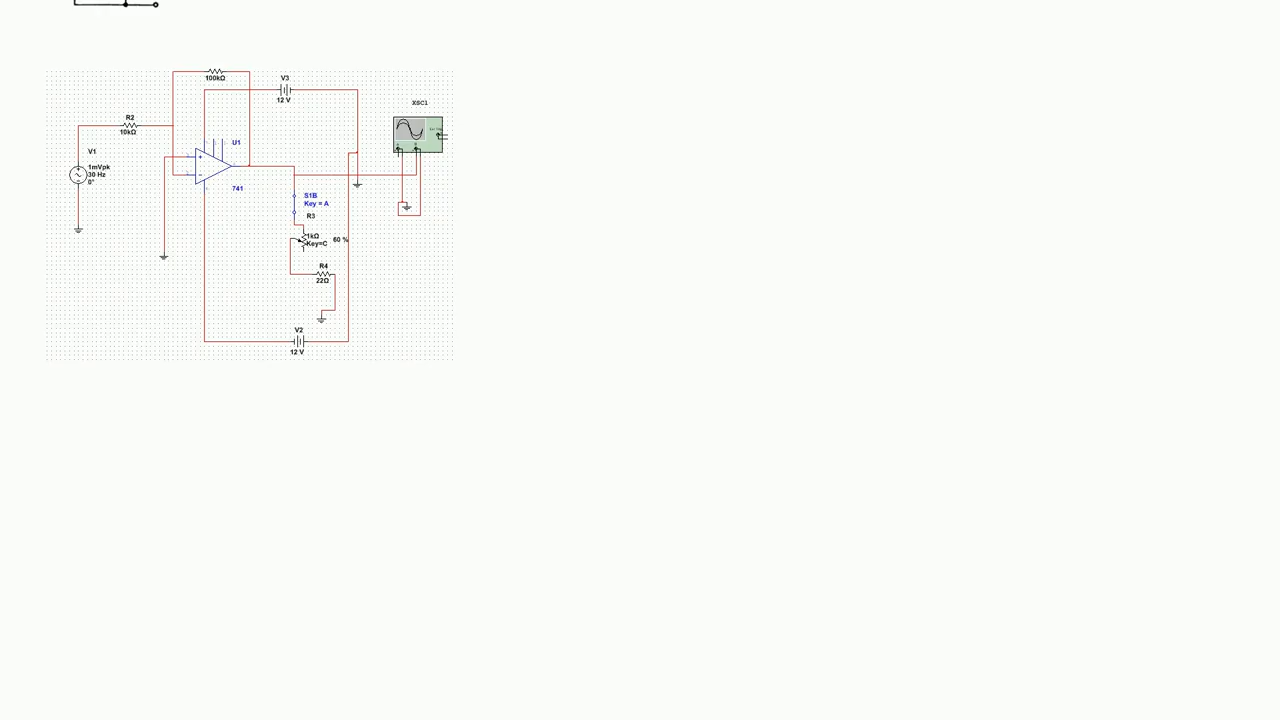 100kΩ
V3
12 V
XSC1
R2
10kΩ
U1
V1
1mVpk
30 Hz
0°
741
S1B
Key = A
R3
1kΩ
Key=C
60 %
R4
22Ω
V2
12 V